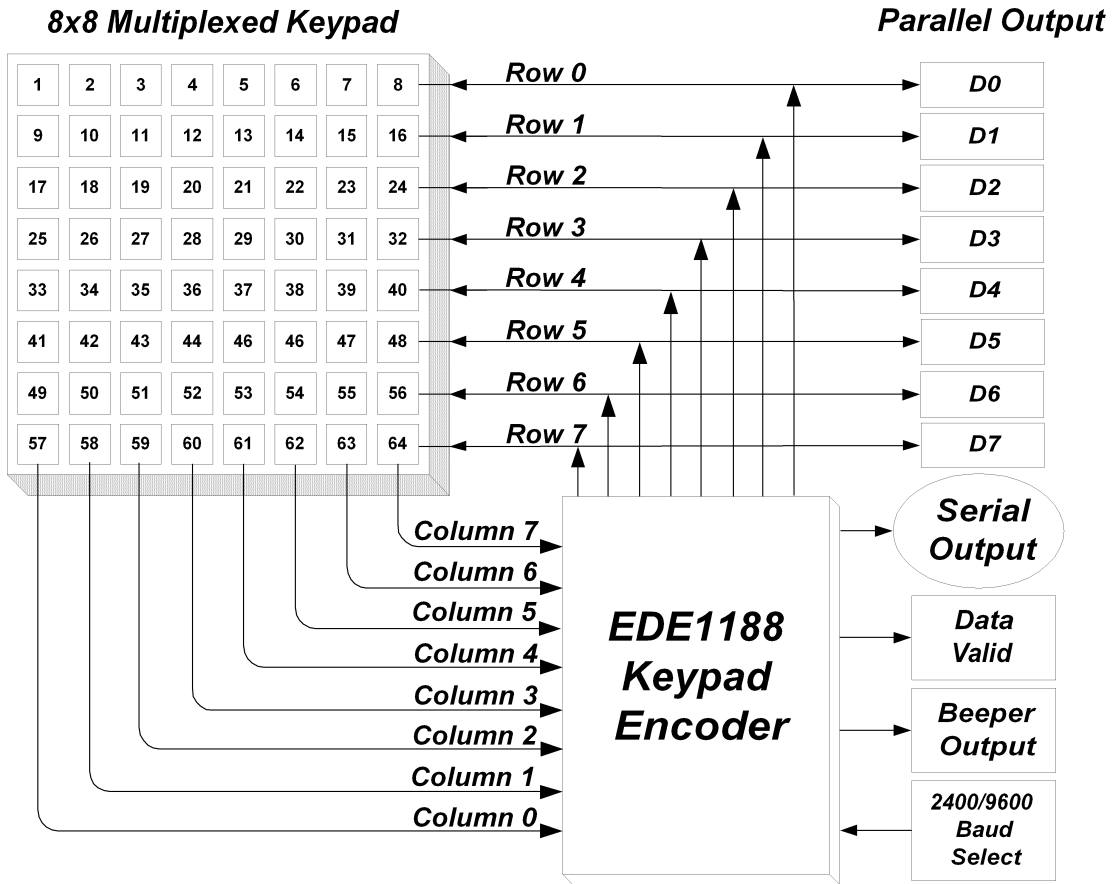 8x8 Multiplexed Keypad
Parallel Output
1 2 3 4 5 6 7 8
Row 0
D0
9 10 11 12 13 14 15 16
Row 1
D1
17 18 19 20 21 22 23 24
Row 2
D2
25 26 27 28 29 30 31 32
Row 3
D3
33 34 35 36 37 38 39 40
Row 4
D4
41 42 43 44 46 46 47 48
Row 5
D5
49 50 51 52 53 54 55 56
Row 6
D6
57 58 59 60 61 62 63 64
Row 7
D7
Column 7
Column 6
Column 5
Column 4
Column 3
Column 2
Column 1
Column 0
EDE1188
Keypad
Encoder
Serial
Output
Data
Valid
Beeper
Output
2400/9600
Baud
Select